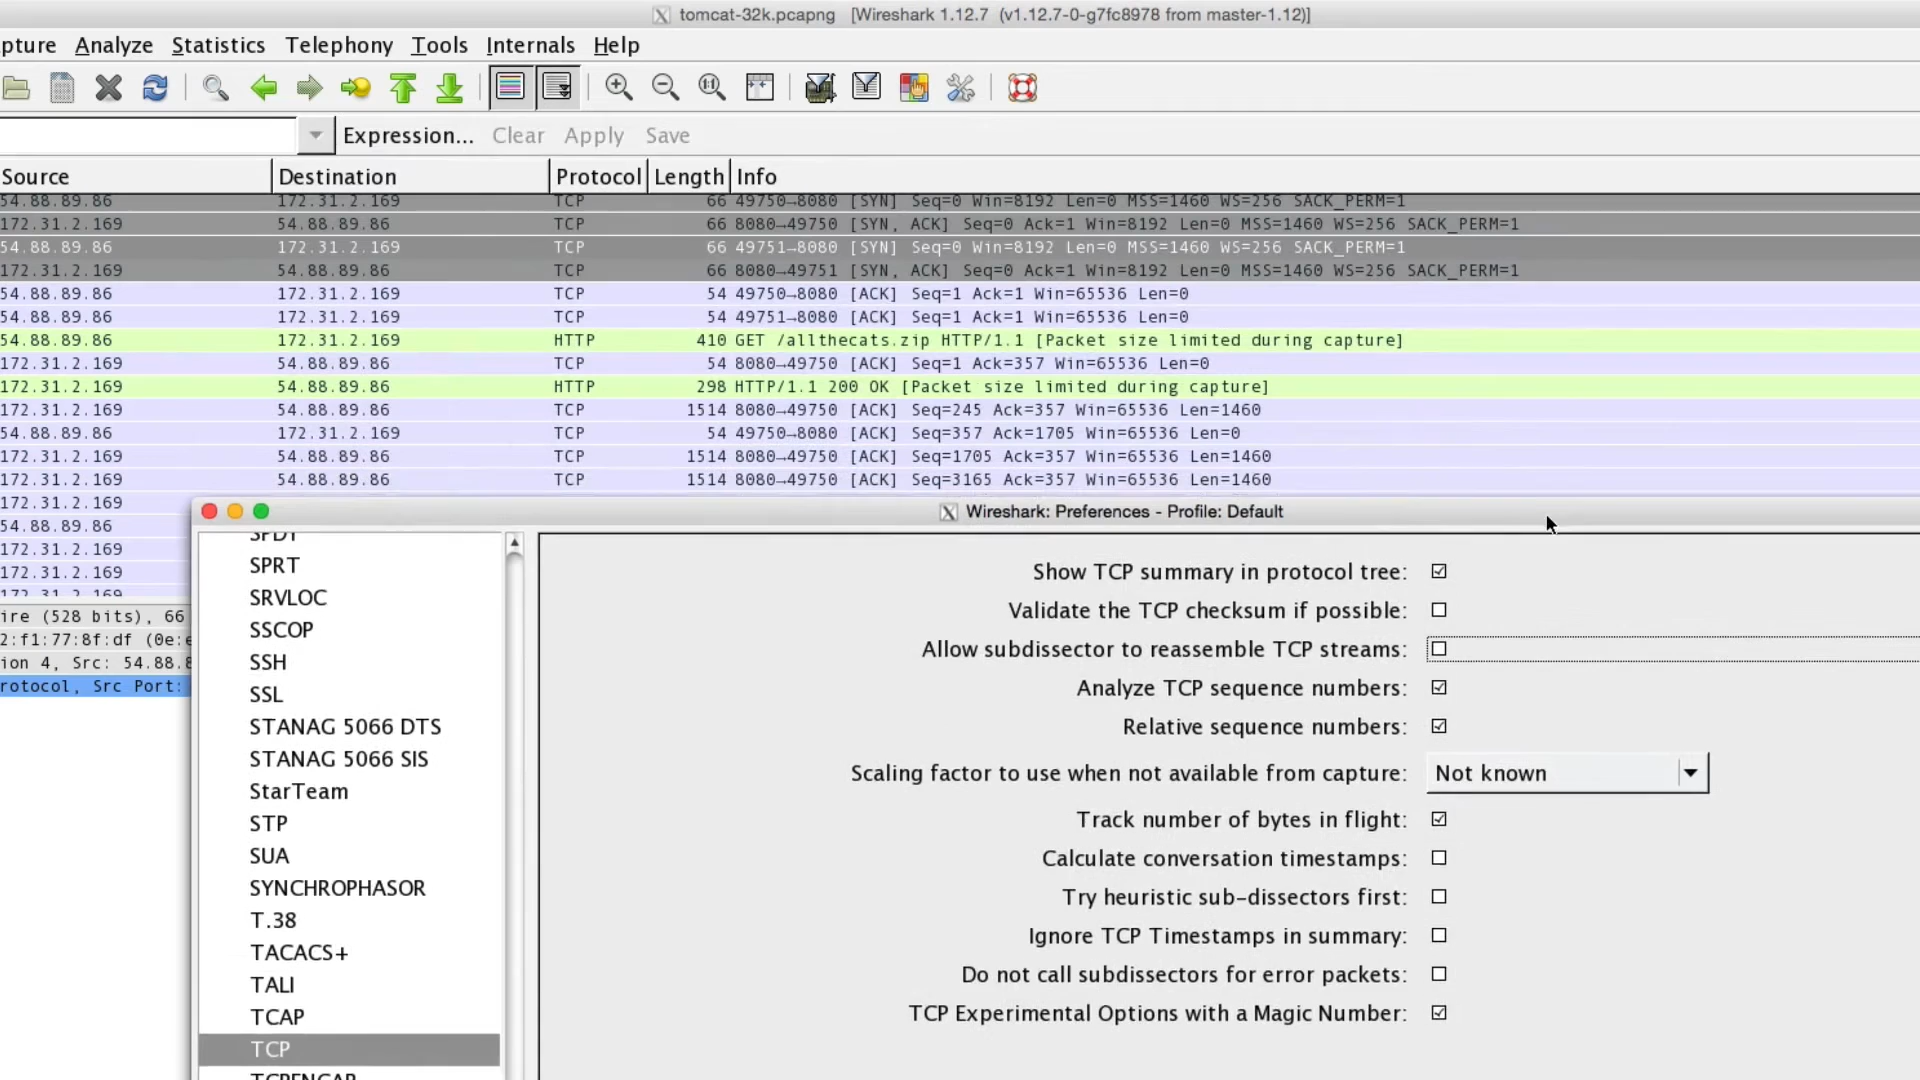 tomcat-32k.pcapng [Wireshark 1.12.7 (v1.12.7-0-g7fc8978 from master-1.12)]
pture Analyze Statistics Telephony Tools Internals Help
Expression... Clear Apply Save
Source Destination Protocol Length Info
54.88.89.86 172.31.2.169 TCP 66 49750→8080 [SYN] Seq=0 Win=8192 Len=0 MSS=1460 WS=256 SACK_PERM=1
172.31.2.169 54.88.89.86 TCP 66 8080→49750 [SYN, ACK] Seq=0 Ack=1 Win=8192 Len=0 MSS=1460 WS=256 SACK_PERM=1
54.88.89.86 172.31.2.169 TCP 66 49751→8080 [SYN] Seq=0 Win=8192 Len=0 MSS=1460 WS=256 SACK_PERM=1
172.31.2.169 54.88.89.86 TCP 66 8080→49751 [SYN, ACK] Seq=0 Ack=1 Win=8192 Len=0 MSS=1460 WS=256 SACK_PERM=1
54.88.89.86 172.31.2.169 TCP 54 49750→8080 [ACK] Seq=1 Ack=1 Win=65536 Len=0
54.88.89.86 172.31.2.169 TCP 54 49751→8080 [ACK] Seq=1 Ack=1 Win=65536 Len=0
54.88.89.86 172.31.2.169 HTTP 410 GET /allthecats.zip HTTP/1.1 [Packet size limited during capture]
172.31.2.169 54.88.89.86 TCP 54 8080→49750 [ACK] Seq=1 Ack=357 Win=65536 Len=0
172.31.2.169 54.88.89.86 HTTP 298 HTTP/1.1 200 OK [Packet size limited during capture]
172.31.2.169 54.88.89.86 TCP 1514 8080→49750 [ACK] Seq=245 Ack=357 Win=65536 Len=1460
54.88.89.86 172.31.2.169 TCP 54 49750→8080 [ACK] Seq=357 Ack=1705 Win=65536 Len=0
172.31.2.169 54.88.89.86 TCP 1514 8080→49750 [ACK] Seq=1705 Ack=357 Win=65536 Len=1460
172.31.2.169 54.88.89.86 TCP 1514 8080→49750 [ACK] Seq=3165 Ack=357 Win=65536 Len=1460
172.31.2.169
54.88.89.86
172.31.2.169
172.31.2.169
172.31.2.169
ire (528 bits), 66
2:f1:77:8f:df (0e:e
ion 4, Src: 54.88.8
rotocol, Src Port:
Wireshark: Preferences - Profile: Default
SPDY
SPRT
SRVLOC
SSCOP
SSH
SSL
STANAG 5066 DTS
STANAG 5066 SIS
StarTeam
STP
SUA
SYNCHROPHASOR
T.38
TACACS+
TALI
TCAP
TCP
TCPENCAP
Show TCP summary in protocol tree:
Validate the TCP checksum if possible:
Allow subdissector to reassemble TCP streams:
Analyze TCP sequence numbers:
Relative sequence numbers:
Scaling factor to use when not available from capture: Not known
Track number of bytes in flight:
Calculate conversation timestamps:
Try heuristic sub-dissectors first:
Ignore TCP Timestamps in summary:
Do not call subdissectors for error packets:
TCP Experimental Options with a Magic Number: